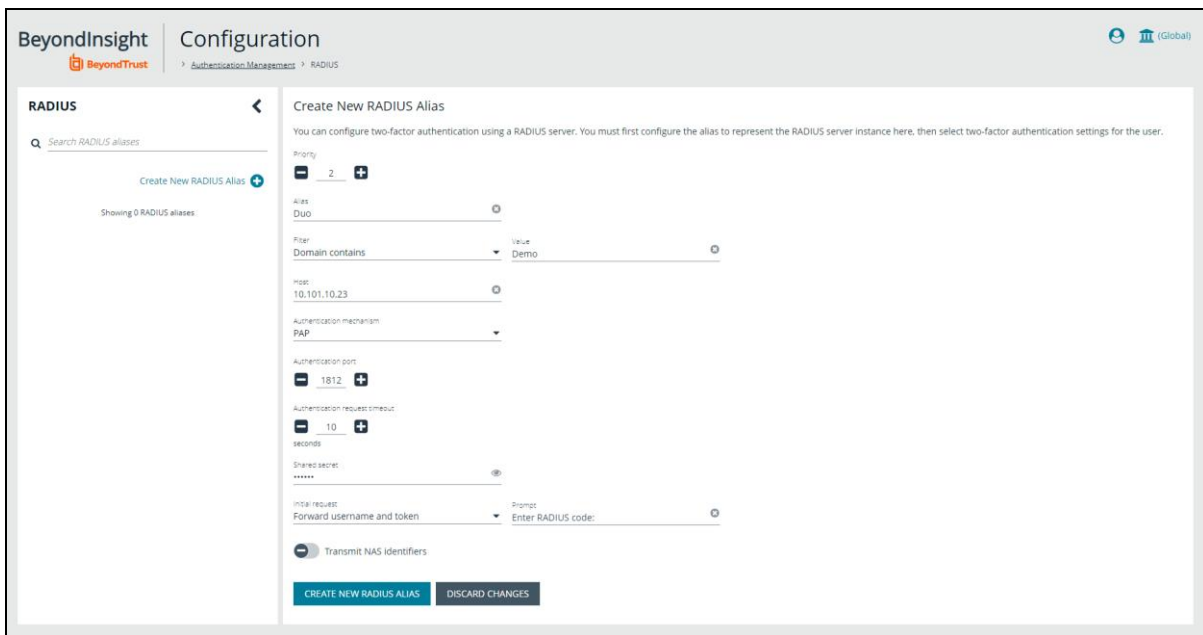 BeyondInsight
BeyondTrust
Configuration
> Authentication Management > RADIUS
(Global)
RADIUS
Search RADIUS aliases
Create New RADIUS Alias
Showing 0 RADIUS aliases
Create New RADIUS Alias
You can configure two-factor authentication using a RADIUS server. You must first configure the alias to represent the RADIUS server instance here, then select two-factor authentication settings for the user.
Priority
2
Alias
Duo
Filter Value
Domain contains Demo
Host
10.101.10.23
Authentication mechanism
PAP
Authentication port
1812
Authentication request timeout
10
seconds
Shared secret
••••••
Initial request Prompt
Forward username and token Enter RADIUS code:
Transmit NAS identifiers
CREATE NEW RADIUS ALIAS DISCARD CHANGES